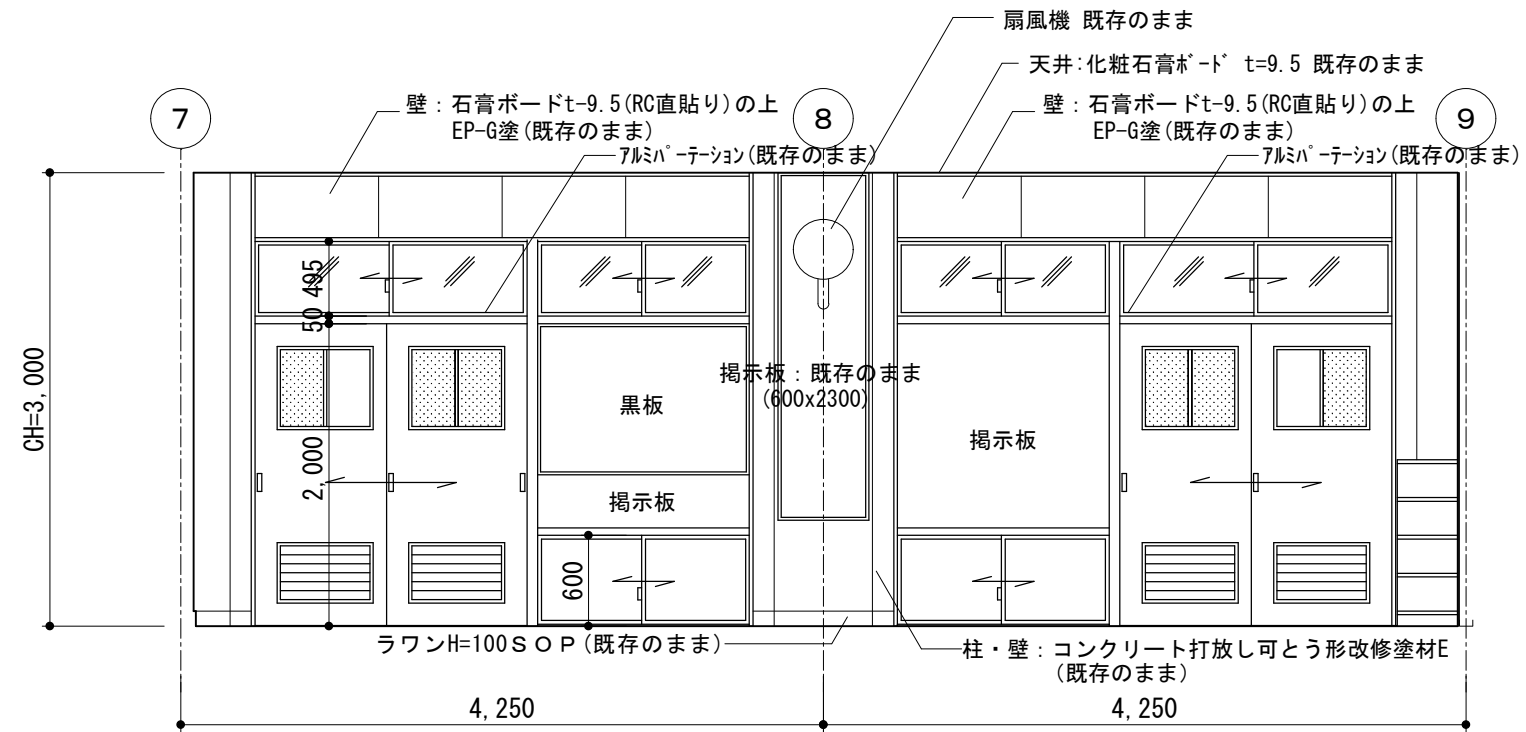 扇風機 既存のまま
天井:化粧石膏ﾎﾞｰﾄﾞ t=9.5 既存のまま
7
壁：石膏ボードt-9.5(RC直貼り)の上
EP-G塗(既存のまま)
8
壁：石膏ボードt-9.5(RC直貼り)の上
EP-G塗(既存のまま)
9
ｱﾙﾐﾊﾟｰﾃｰｼｮﾝ(既存のまま)
ｱﾙﾐﾊﾟｰﾃｰｼｮﾝ(既存のまま)
495
50
CH=3,000
掲示板：既存のまま
(600x2300)
黒板
掲示板
2,000
掲示板
600
ラワンH=100ＳＯＰ(既存のまま)
柱・壁：コンクリート打放し可とう形改修塗材E
(既存のまま)
4,250
4,250